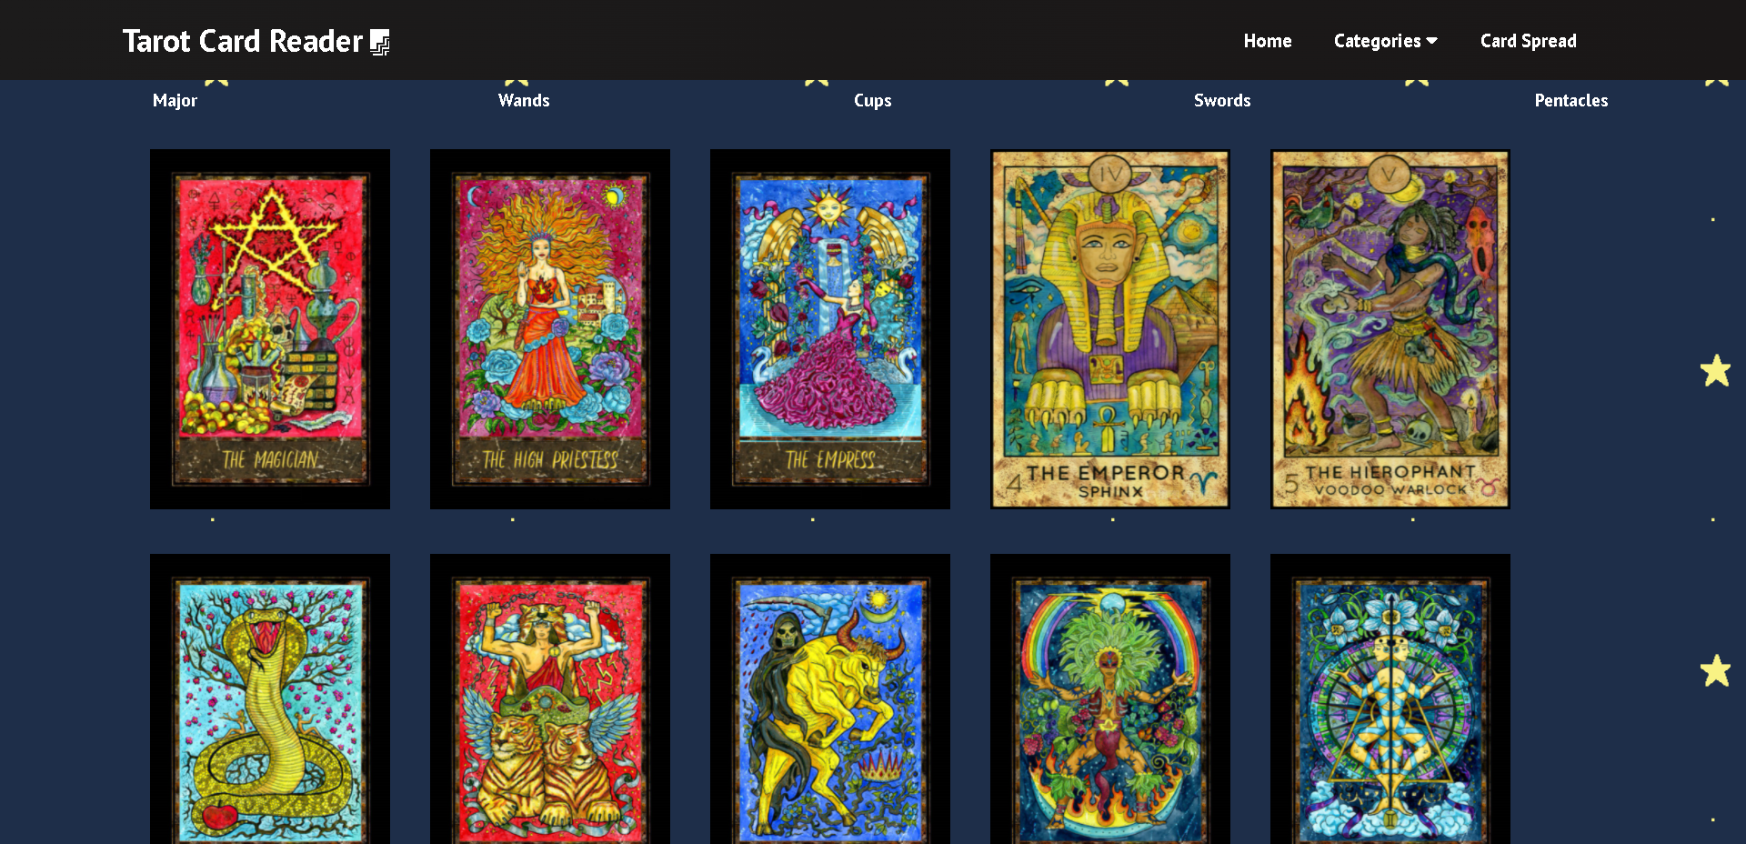 Tarot Card Reader
Home Categories Card Spread
Major Wands Cups Swords Pentacles
THE MAGICIAN
THE HIGH PRIESTESS
THE EMPRESS
IV
4 THE EMPEROR
SPHINX
V
5 THE HIEROPHANT
VOODOO WARLOCK